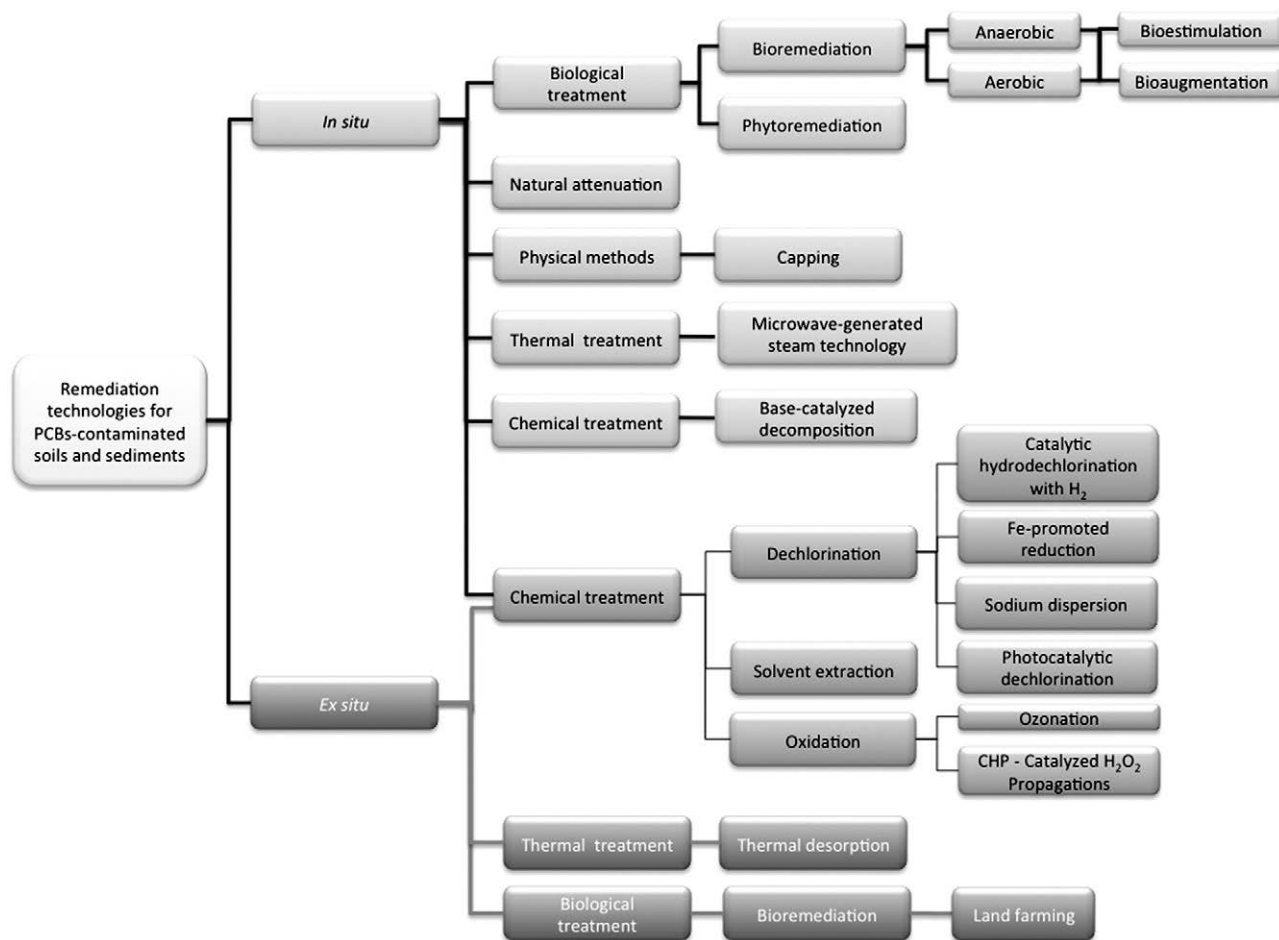 Remediation
technologies for
PCBs-contaminated
soils and sediments
In situ
Biological
treatment
Bioremediation
Anaerobic
Bioestimulation
Aerobic
Bioaugmentation
Phytoremediation
Natural attenuation
Physical methods
Capping
Thermal treatment
Microwave-generated
steam technology
Chemical treatment
Base-catalyzed
decomposition
Ex situ
Chemical treatment
Dechlorination
Catalytic
hydrodechlorination
with H₂
Fe-promoted
reduction
Sodium dispersion
Photocatalytic
dechlorination
Solvent extraction
Oxidation
Ozonation
CHP - Catalyzed H₂O₂
Propagations
Thermal treatment
Thermal desorption
Biological
treatment
Bioremediation
Land farming